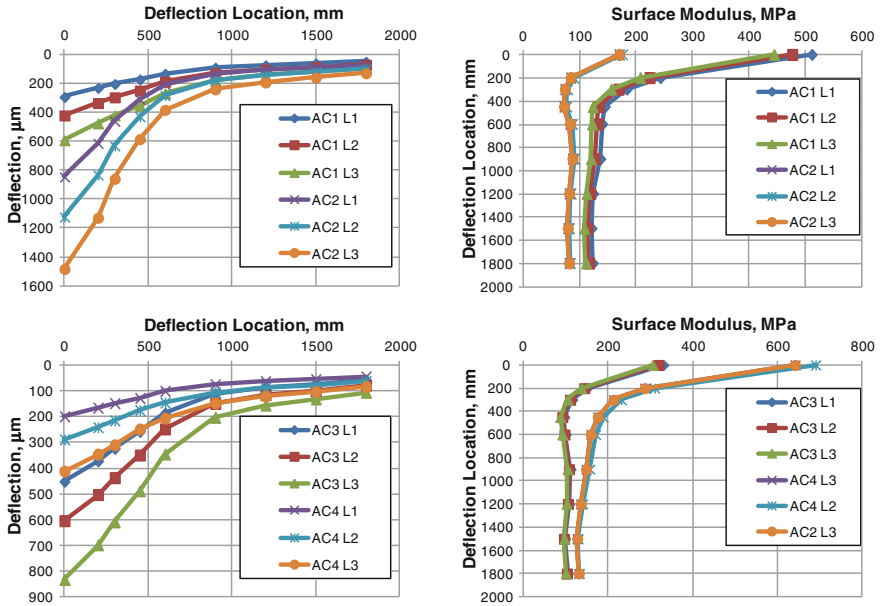 Deflection Location, mm
0 500 1000 1500 2000
0
200
400
600
800
1000
1200
1400
1600
Deflection, µm
AC1 L1
AC1 L2
AC1 L3
AC2 L1
AC2 L2
AC2 L3
Surface Modulus, MPa
0 100 200 300 400 500 600
0
200
400
600
800
1000
1200
1400
1600
1800
2000
Deflection Location, mm
AC1 L1
AC1 L2
AC1 L3
AC2 L1
AC2 L2
AC2 L3
Deflection Location, mm
0 500 1000 1500 2000
0
100
200
300
400
500
600
700
800
900
Deflection, µm
AC3 L1
AC3 L2
AC3 L3
AC4 L1
AC4 L2
AC4 L3
Surface Modulus, MPa
0 200 400 600 800
0
200
400
600
800
1000
1200
1400
1600
1800
2000
Deflection Location, mm
AC3 L1
AC3 L2
AC3 L3
AC4 L3
AC4 L2
AC2 L3